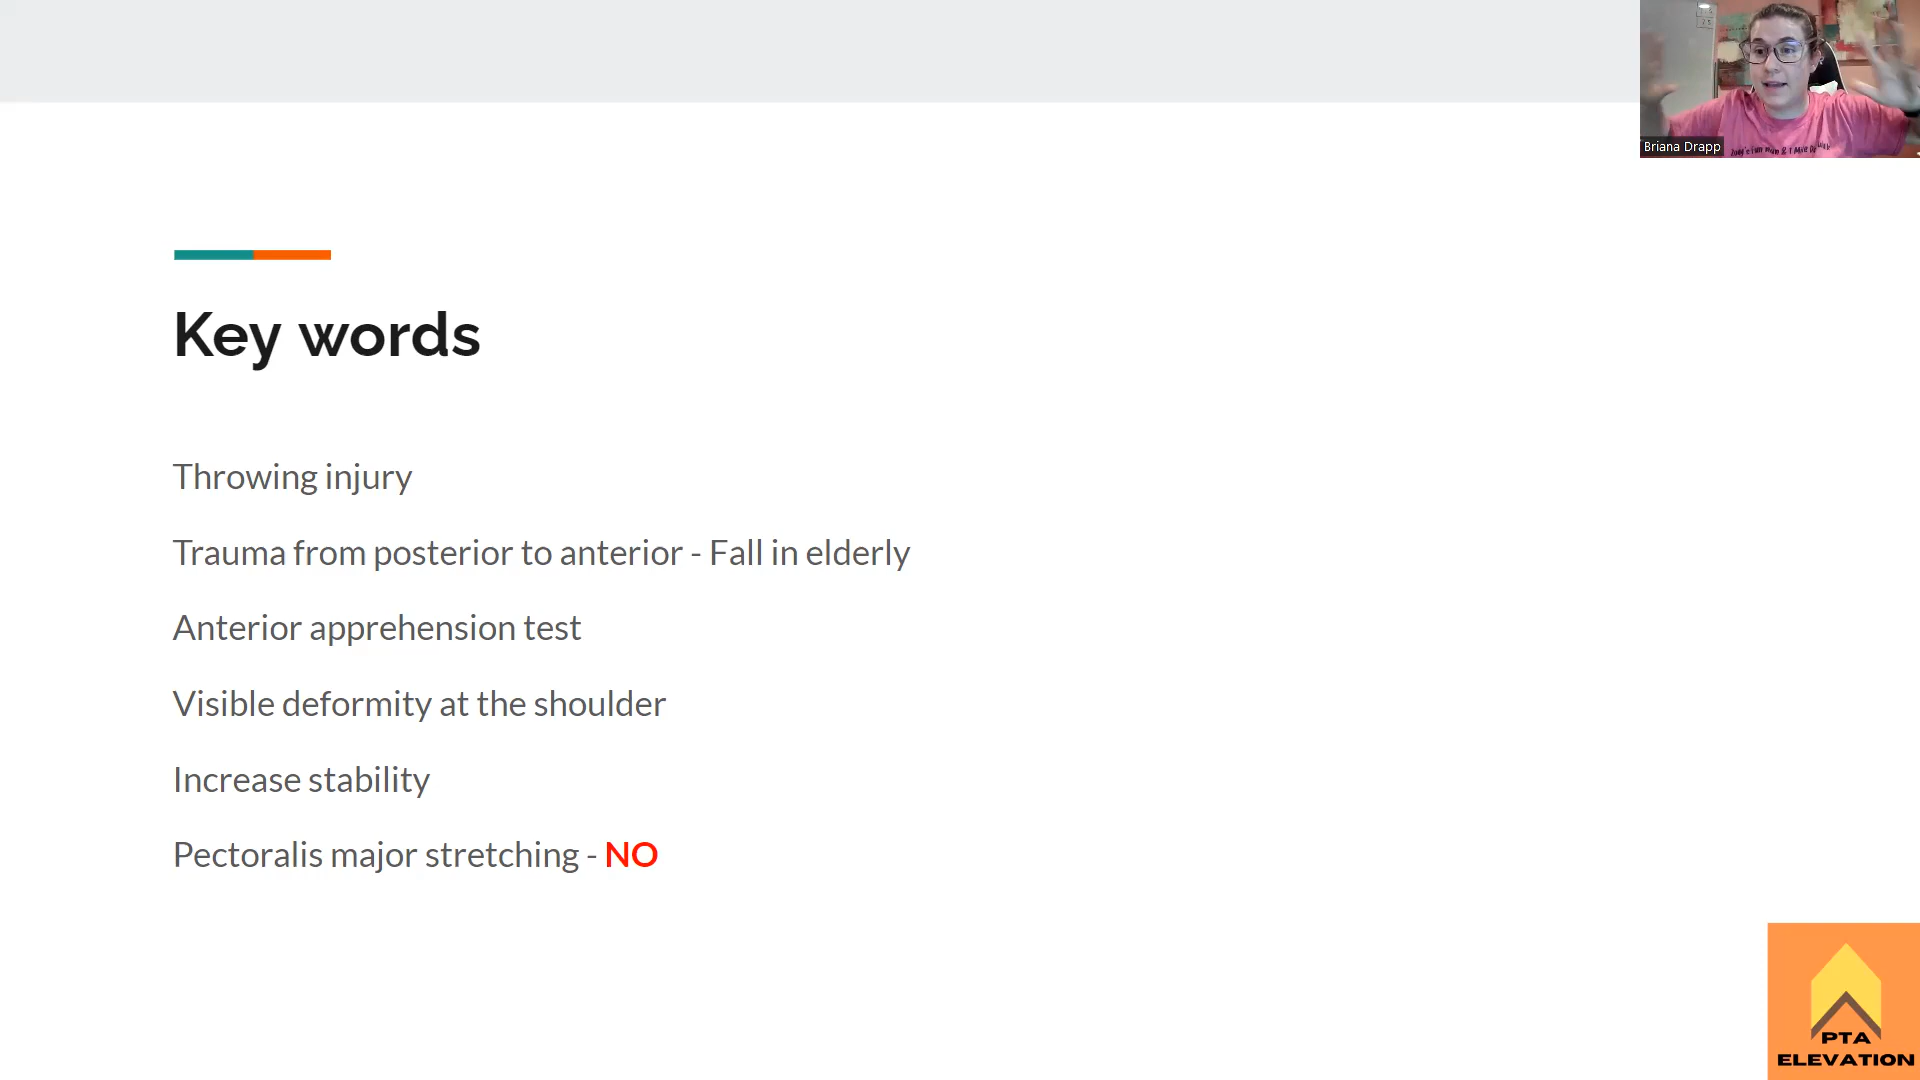 Briana Drapp
Key words
Throwing injury
Trauma from posterior to anterior - Fall in elderly
Anterior apprehension test
Visible deformity at the shoulder
Increase stability
Pectoralis major stretching - NO
PTA
ELEVATION